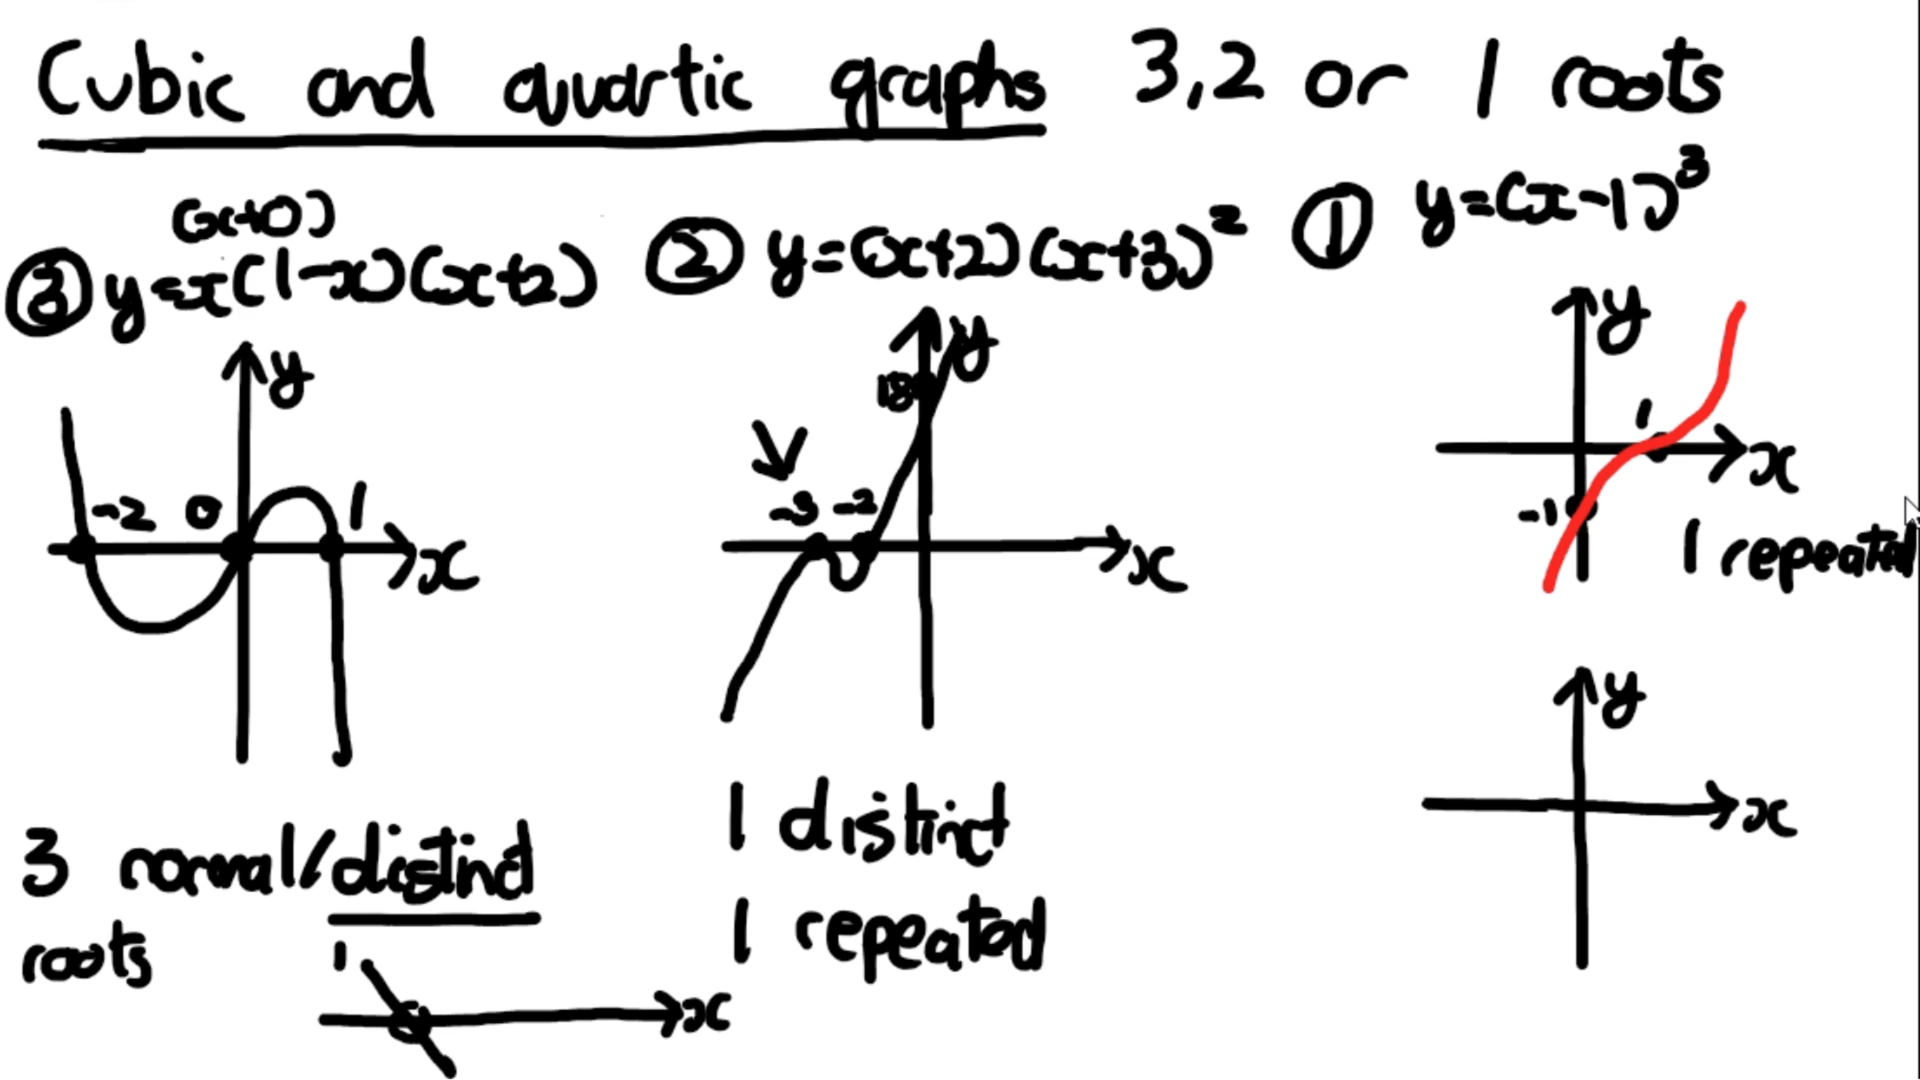 Cubic and quartic graphs 3,2 or 1 roots
(x+0)
③ y=x(1-x)(x+2)
② y=(x+2)(x+3)²
① y=(x-1)³
y
-2 0 1
x
y
18
-3 -2
x
y
1
x
-1
1 repeated
y
x
3 normal/distinct
roots
1
x
1 distinct
1 repeated